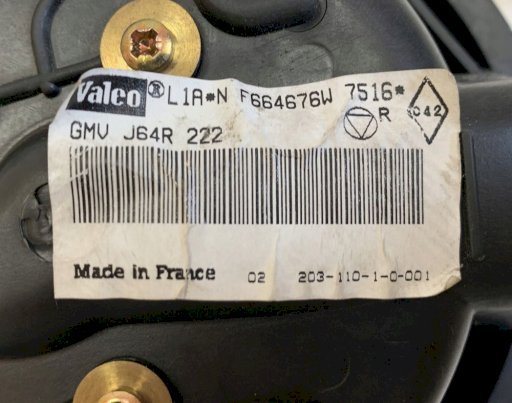 Valeo ® L1A*N F664676W 7516*
R 042
GMV J64R 222
Made in France 02 203-110-1-0-001